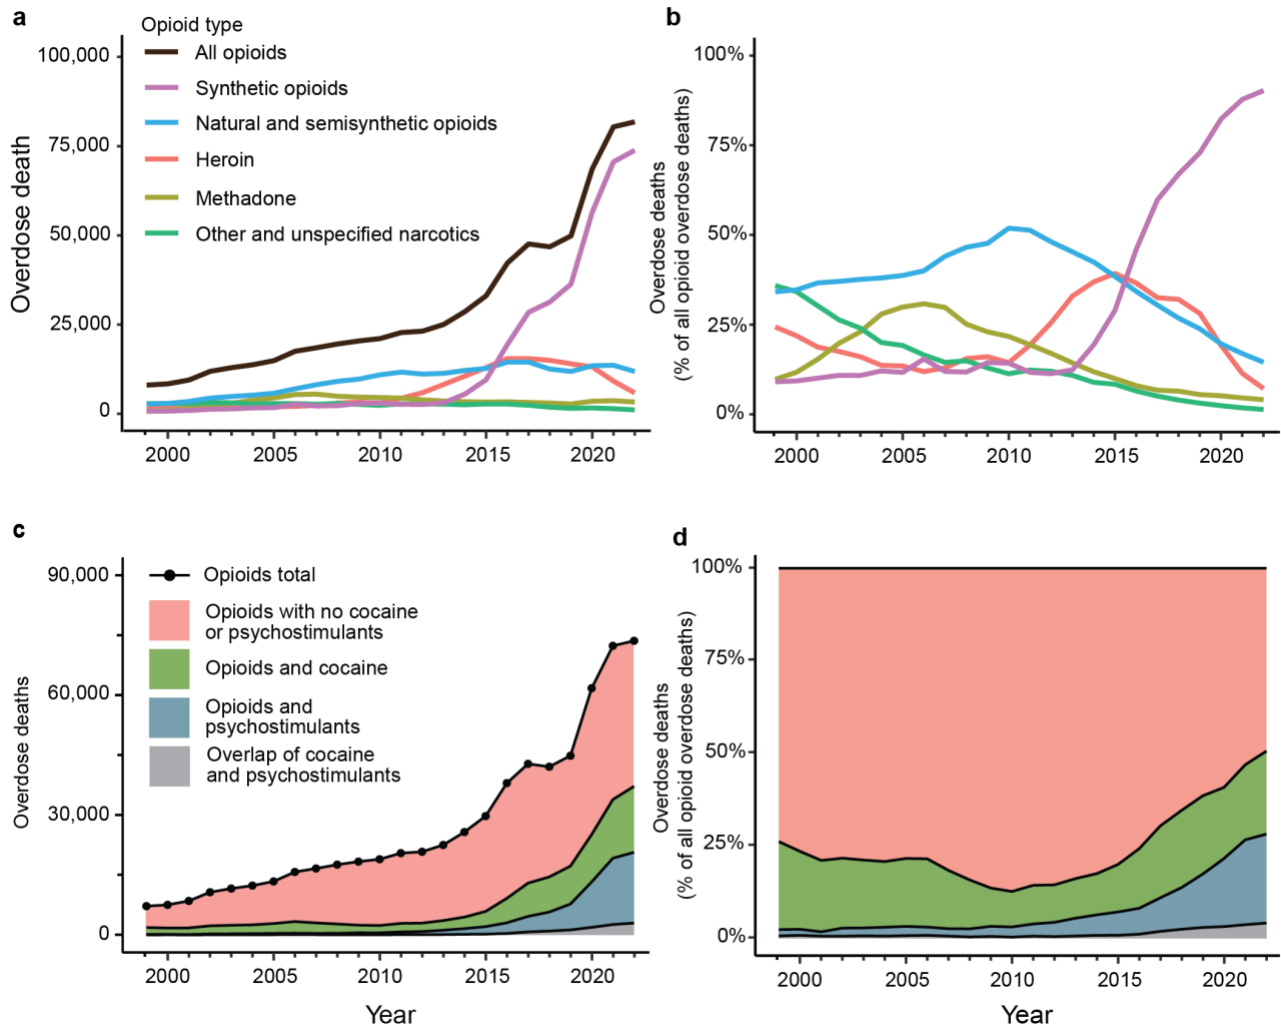 a
Opioid type
All opioids
Synthetic opioids
Natural and semisynthetic opioids
Heroin
Methadone
Other and unspecified narcotics
Overdose death
100,000
75,000
50,000
25,000
0
2000 2005 2010 2015 2020
b
Overdose deaths
(% of all opioid overdose deaths)
100%
75%
50%
25%
0%
2000 2005 2010 2015 2020
c
Opioids total
Opioids with no cocaine
or psychostimulants
Opioids and cocaine
Opioids and
psychostimulants
Overlap of cocaine
and psychostimulants
Overdose deaths
90,000
60,000
30,000
0
2000 2005 2010 2015 2020
Year
d
Overdose deaths
(% of all opioid overdose deaths)
100%
75%
50%
25%
0%
2000 2005 2010 2015 2020
Year